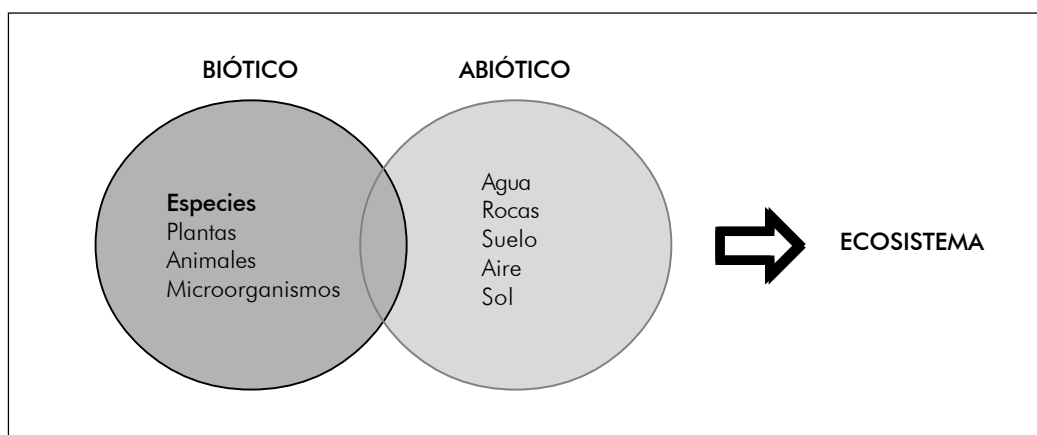 BIÓTICO
ABIÓTICO
Especies
Plantas
Animales
Microorganismos
Agua
Rocas
Suelo
Aire
Sol
ECOSISTEMA